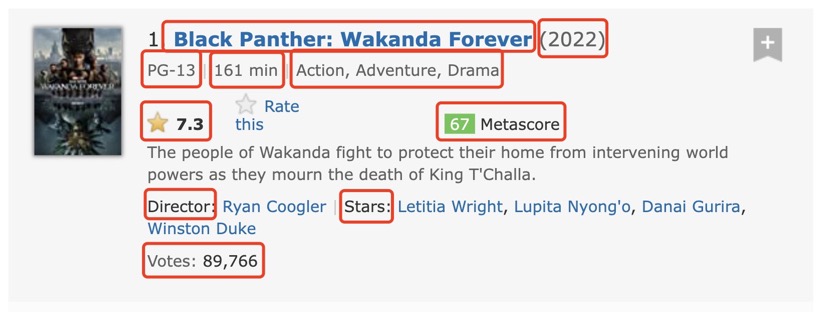 1 Black Panther: Wakanda Forever (2022)
PG-13 | 161 min | Action, Adventure, Drama
7.3 Rate this
67 Metascore
The people of Wakanda fight to protect their home from intervening world
powers as they mourn the death of King T'Challa.
Director: Ryan Coogler | Stars: Letitia Wright, Lupita Nyong'o, Danai Gurira,
Winston Duke
Votes: 89,766
WAKANDA FOREVER